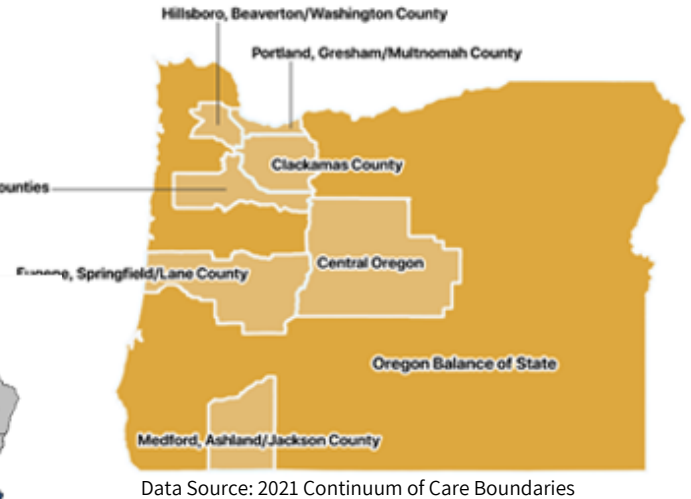 Hillsboro, Beaverton/Washington County
Portland, Gresham/Multnomah County
Clackamas County
Central Oregon
Eugene, Springfield/Lane County
Oregon Balance of State
Medford, Ashland/Jackson County
Data Source: 2021 Continuum of Care Boundaries